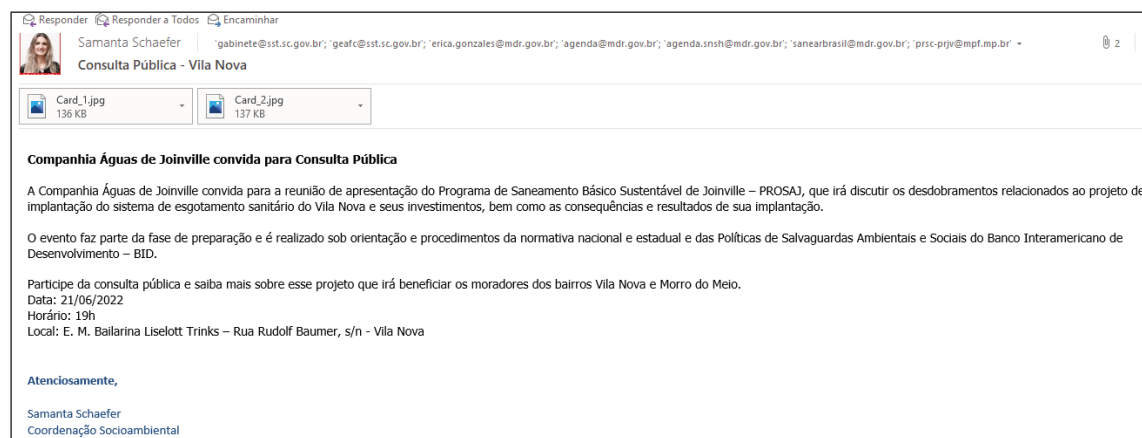 Responder Responder a Todos Encaminhar
Samanta Schaefer 'gabinete@sst.sc.gov.br'; 'geafc@sst.sc.gov.br'; 'erica.gonzales@mdr.gov.br'; 'agenda@mdr.gov.br'; 'agenda.snsh@mdr.gov.br'; 'sanearbrasil@mdr.gov.br'; 'prsc-prjv@mpf.mp.br' 2
Consulta Pública - Vila Nova
Card_1.jpg Card_2.jpg
136 KB 137 KB
Companhia Águas de Joinville convida para Consulta Pública
A Companhia Águas de Joinville convida para a reunião de apresentação do Programa de Saneamento Básico Sustentável de Joinville – PROSAJ, que irá discutir os desdobramentos relacionados ao projeto de
implantação do sistema de esgotamento sanitário do Vila Nova e seus investimentos, bem como as consequências e resultados de sua implantação.
O evento faz parte da fase de preparação e é realizado sob orientação e procedimentos da normativa nacional e estadual e das Políticas de Salvaguardas Ambientais e Sociais do Banco Interamericano de
Desenvolvimento – BID.
Participe da consulta pública e saiba mais sobre esse projeto que irá beneficiar os moradores dos bairros Vila Nova e Morro do Meio.
Data: 21/06/2022
Horário: 19h
Local: E. M. Bailarina Liselott Trinks – Rua Rudolf Baumer, s/n - Vila Nova
Atenciosamente,
Samanta Schaefer
Coordenação Socioambiental